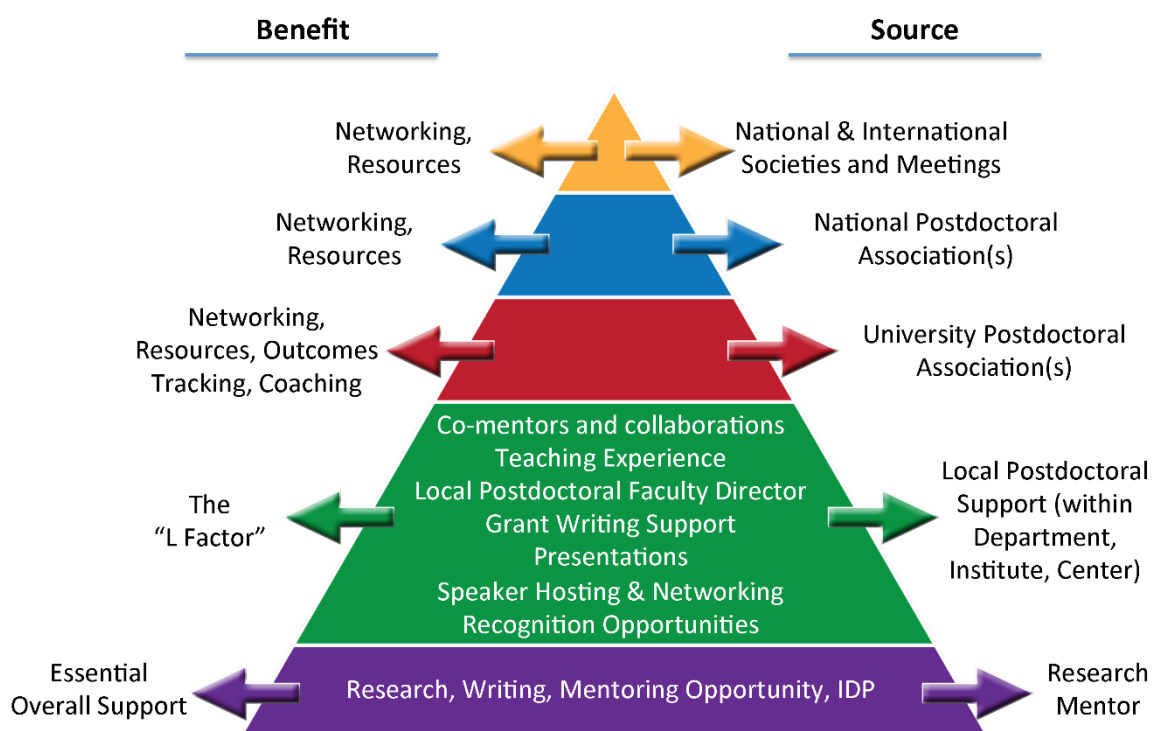 Benefit
Source
Networking,
Resources
National & International
Societies and Meetings
Networking,
Resources
National Postdoctoral
Association(s)
Networking,
Resources, Outcomes
Tracking, Coaching
University Postdoctoral
Association(s)
The
“L Factor”
Co-mentors and collaborations
Teaching Experience
Local Postdoctoral Faculty Director
Grant Writing Support
Presentations
Speaker Hosting & Networking
Recognition Opportunities
Local Postdoctoral
Support (within
Department,
Institute, Center)
Essential
Overall Support
Research, Writing, Mentoring Opportunity, IDP
Research
Mentor